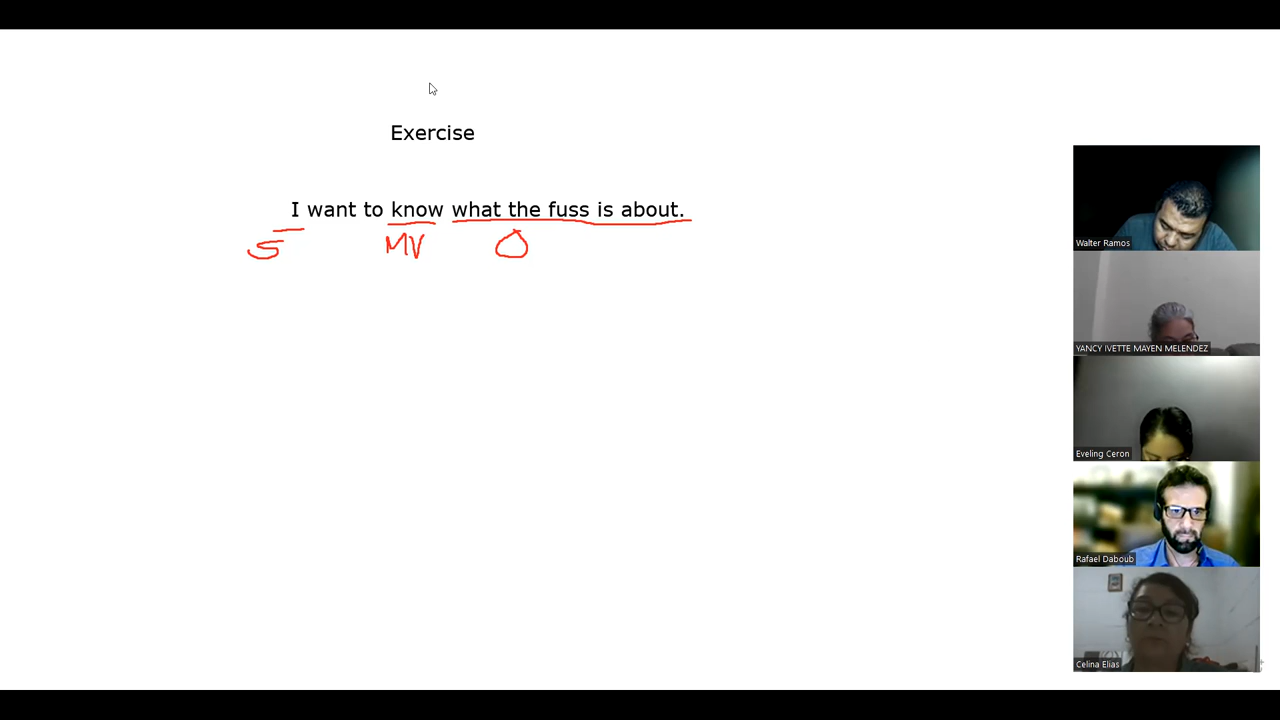 Exercise
I want to know what the fuss is about.
S MV O
Walter Ramos
YANCY IVETTE MAYEN MELENDEZ
Eveling Ceron
Rafael Daboub
Celina Elias